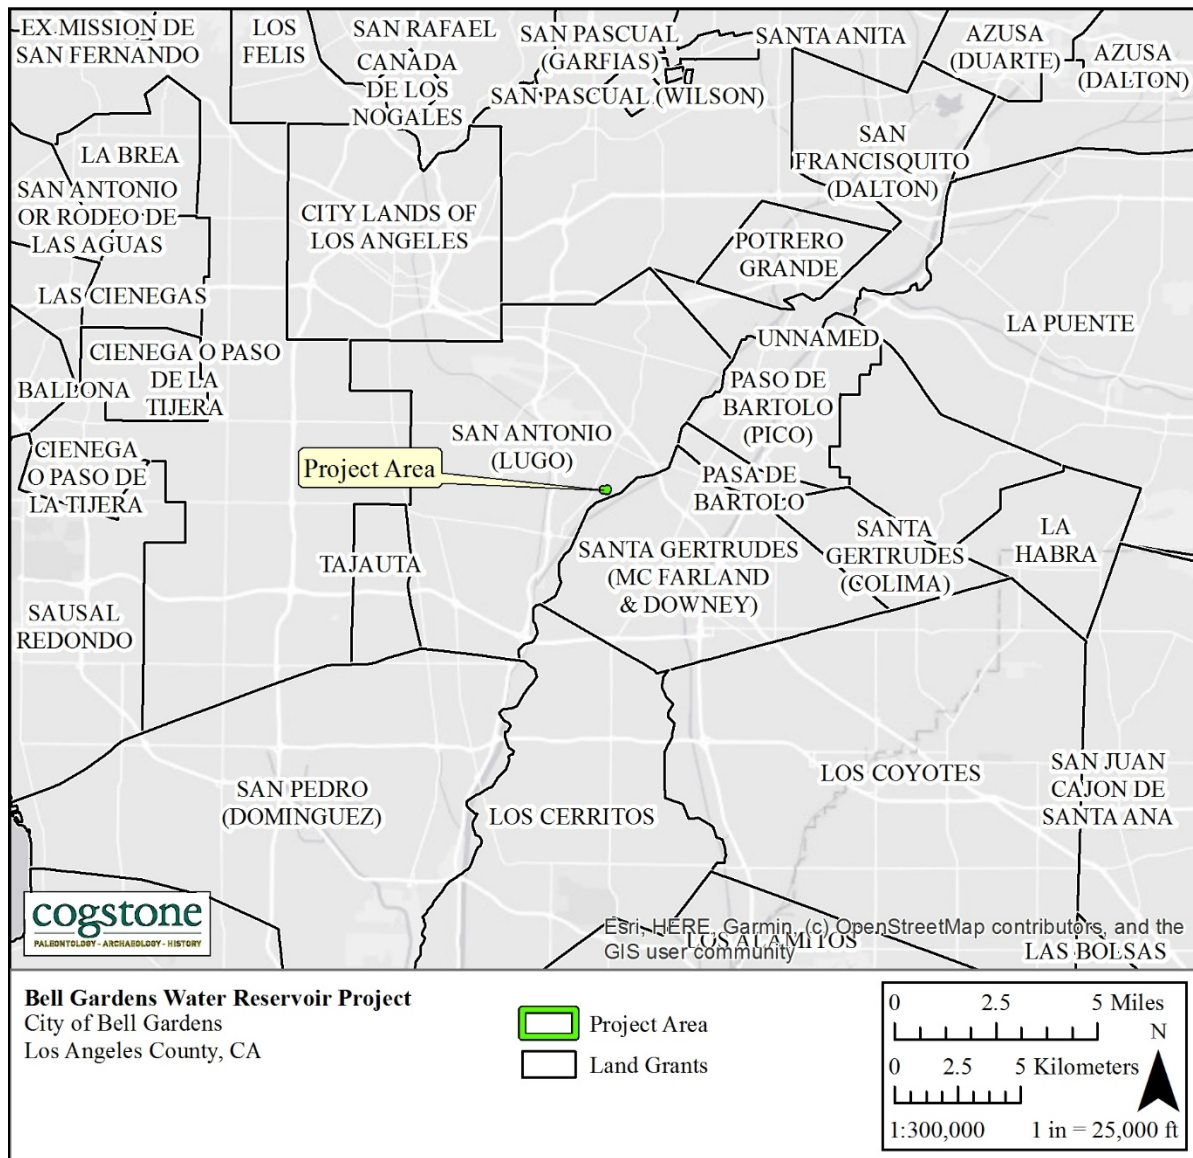 EX MISSION DE
SAN FERNANDO
LOS
FELIS
SAN RAFAEL
CANADA
DE LOS
NOGALES
SAN PASCUAL
(GARFIAS)
SAN PASCUAL (WILSON)
SANTA ANITA
AZUSA
(DUARTE)
AZUSA
(DALTON)
LA BREA
SAN ANTONIO
OR RODEO DE
LAS AGUAS
CITY LANDS OF
LOS ANGELES
SAN
FRANCISQUITO
(DALTON)
POTRERO
GRANDE
LAS CIENEGAS
LA PUENTE
UNNAMED
CIENEGA O PASO
DE LA
TIJERA
BALLONA
PASO DE
BARTOLO
(PICO)
CIENEGA
O PASO DE
LA TIJERA
Project Area
SAN ANTONIO
(LUGO)
PASA DE
BARTOLO
SANTA
GERTRUDES
(COLIMA)
LA
HABRA
TAJAUTA
SANTA GERTRUDES
(MC FARLAND
& DOWNEY)
SAUSAL
REDONDO
SAN PEDRO
(DOMINGUEZ)
LOS CERRITOS
LOS COYOTES
SAN JUAN
CAJON DE
SANTA ANA
LOS ALAMITOS
LAS BOLSAS
cogstone
PALEONTOLOGY - ARCHAEOLOGY - HISTORY
Esri, HERE, Garmin, (c) OpenStreetMap contributors, and the
GIS user community
Bell Gardens Water Reservoir Project
City of Bell Gardens
Los Angeles County, CA
Project Area
Land Grants
0 2.5 5 Miles
N
0 2.5 5 Kilometers
1:300,000 1 in = 25,000 ft